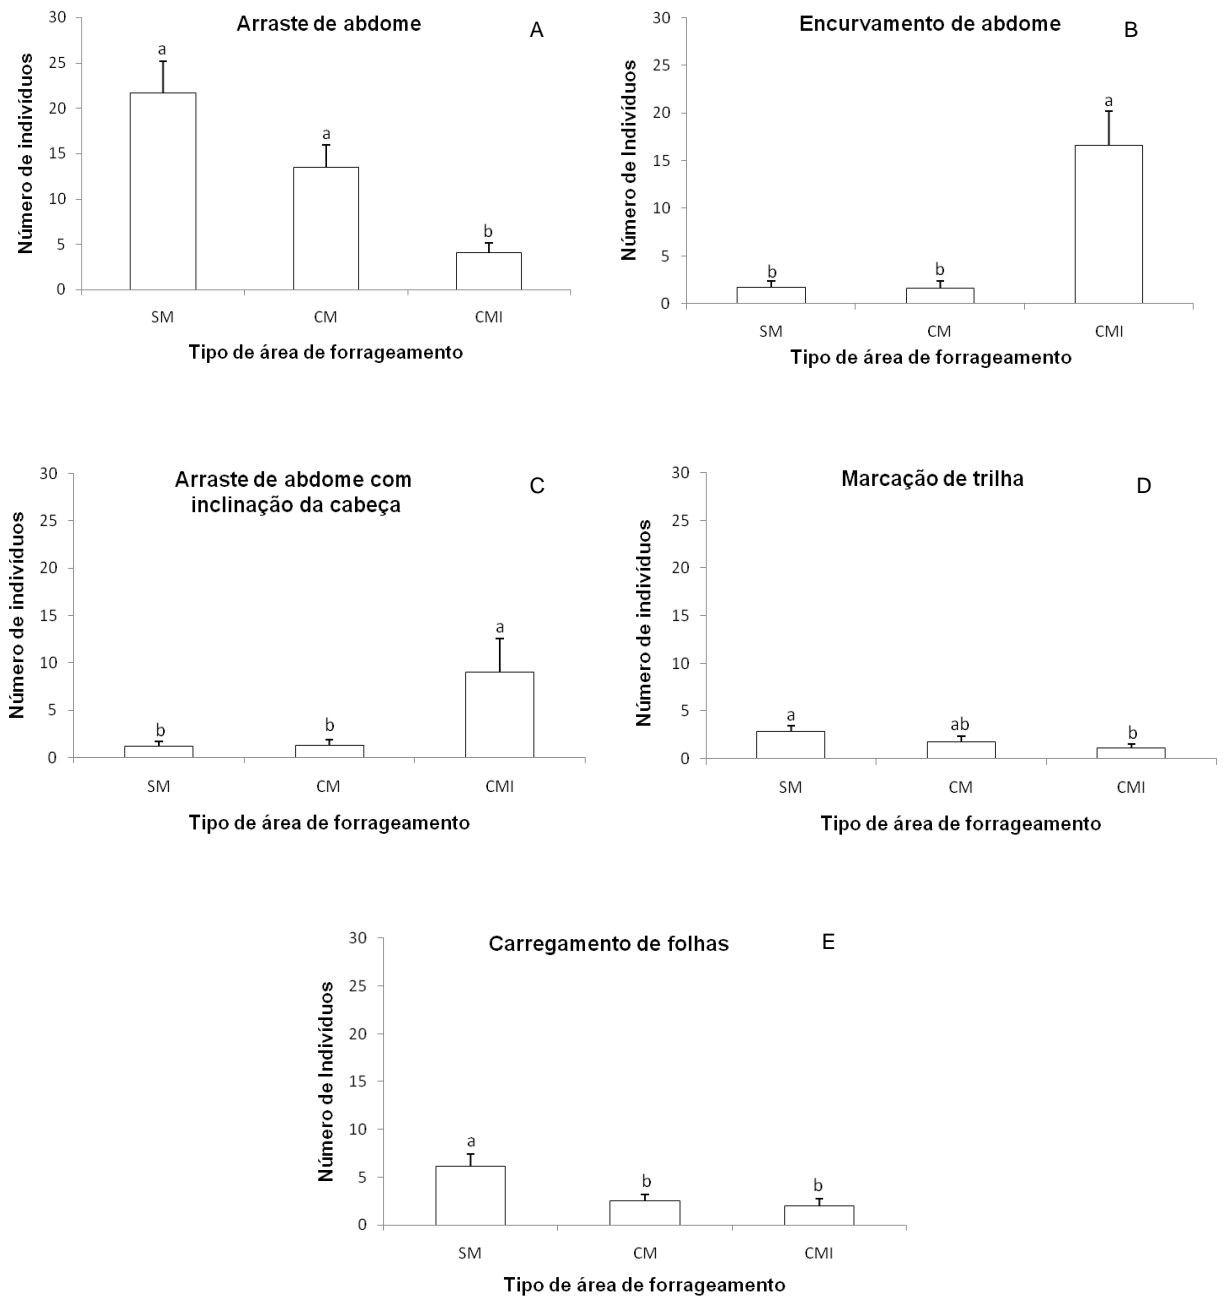 Arraste de abdome
A
Número de indivíduos
30
25
20
15
10
5
0
a
a
b
SM
CM
CMI
Tipo de área de forrageamento
Encurvamento de abdome
B
Número de Indivíduos
30
25
20
15
10
5
0
b
b
a
SM
CM
CMI
Tipo de área de forrageamento
Arraste de abdome com
inclinação da cabeça
C
Número de indivíduos
30
25
20
15
10
5
0
b
b
a
SM
CM
CMI
Tipo de área de forrageamento
Marcação de trilha
D
Número de indivíduos
30
25
20
15
10
5
0
a
ab
b
SM
CM
CMI
Tipo de área de forrageamento
Carregamento de folhas
E
Número de Indivíduos
30
25
20
15
10
5
0
a
b
b
SM
CM
CMI
Tipo de área de forrageamento